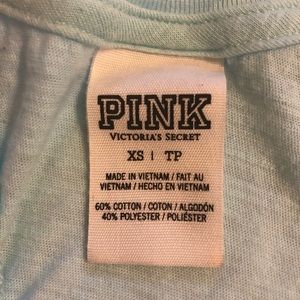 PINK
VICTORIA'S SECRET
XS | TP
MADE IN VIETNAM / FAIT AU
VIETNAM / HECHO EN VIETNAM
60% COTTON / COTON / ALGODÓN
40% POLYESTER / POLIÉSTER